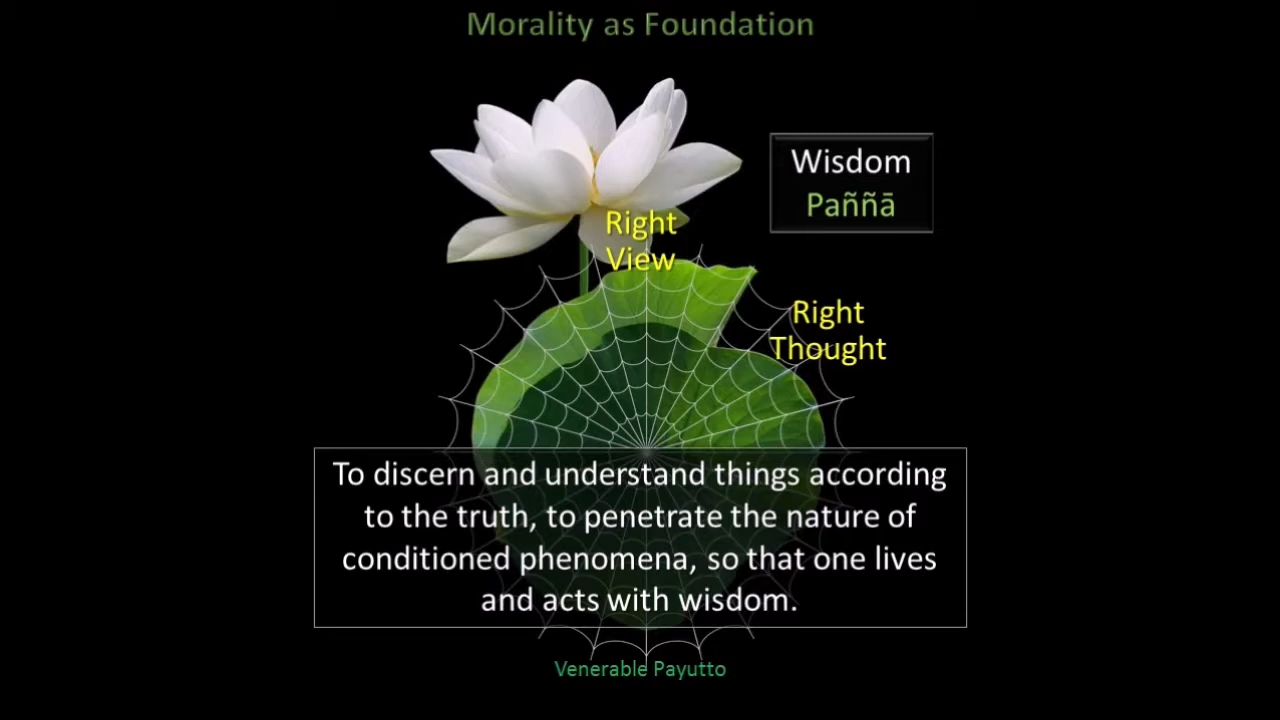 Morality as Foundation
Wisdom
Paññā
Right
View
Right
Thought
To discern and understand things according
to the truth, to penetrate the nature of
conditioned phenomena, so that one lives
and acts with wisdom.
Venerable Payutto